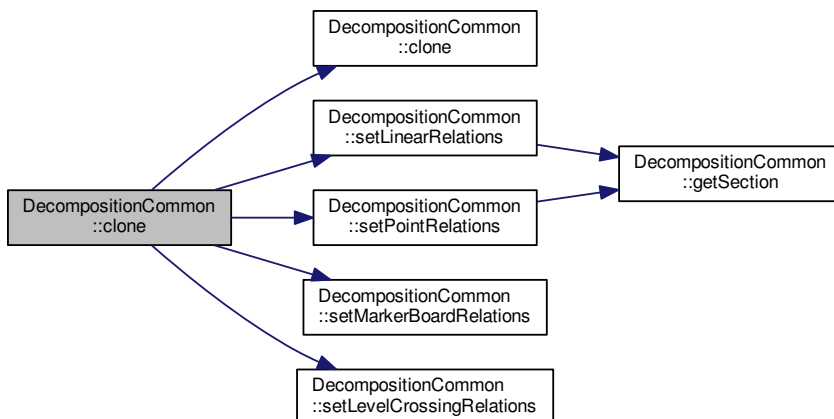 DecompositionCommon
::clone
DecompositionCommon
::clone
DecompositionCommon
::setLinearRelations
DecompositionCommon
::setPointRelations
DecompositionCommon
::setMarkerBoardRelations
DecompositionCommon
::setLevelCrossingRelations
DecompositionCommon
::getSection